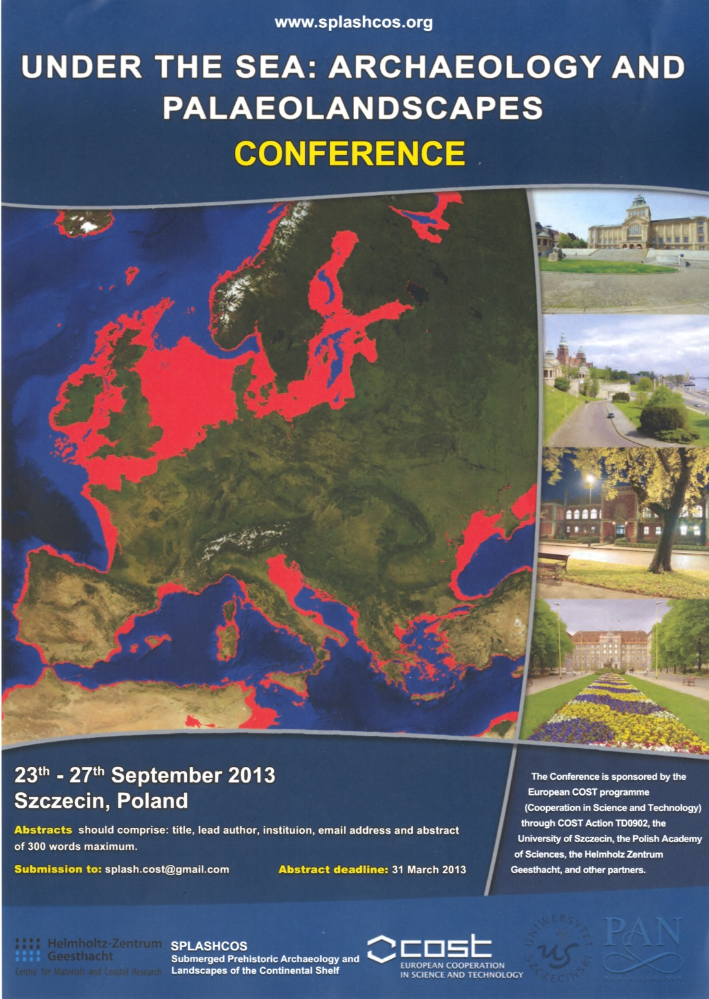 www.splashcos.org
UNDER THE SEA: ARCHAEOLOGY AND
PALAEOLANDSCAPES
CONFERENCE
23th - 27th September 2013
Szczecin, Poland
Abstracts should comprise: title, lead author, instituion, email address and abstract
of 300 words maximum.
Submission to: splash.cost@gmail.com
Abstract deadline: 31 March 2013
The Conference is sponsored by the
European COST programme
(Cooperation in Science and Technology)
through COST Action TD0902, the
University of Szczecin, the Polish Academy
of Sciences, the Helmholz Zentrum
Geesthacht, and other partners.
Helmholtz-Zentrum
Geesthacht
Centre for Materials and Coastal Research
SPLASHCOS
Submerged Prehistoric Archaeology and
Landscapes of the Continental Shelf
cost
EUROPEAN COOPERATION
IN SCIENCE AND TECHNOLOGY
UNIWERSYTET
SZCZECIŃSKI
US
PAN